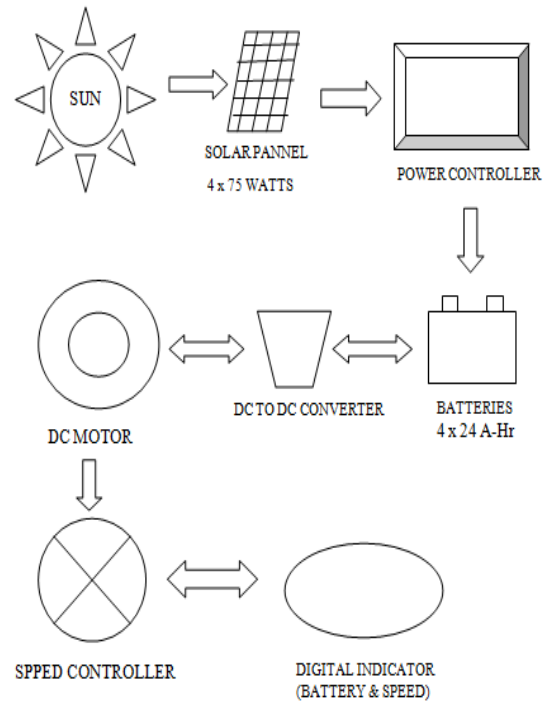 SUN
SOLAR PANNEL
4 x 75 WATTS
POWER CONTROLLER
DC MOTOR
DC TO DC CONVERTER
BATTERIES
4 x 24 A-Hr
SPPED CONTROLLER
DIGITAL INDICATOR
(BATTERY & SPEED)